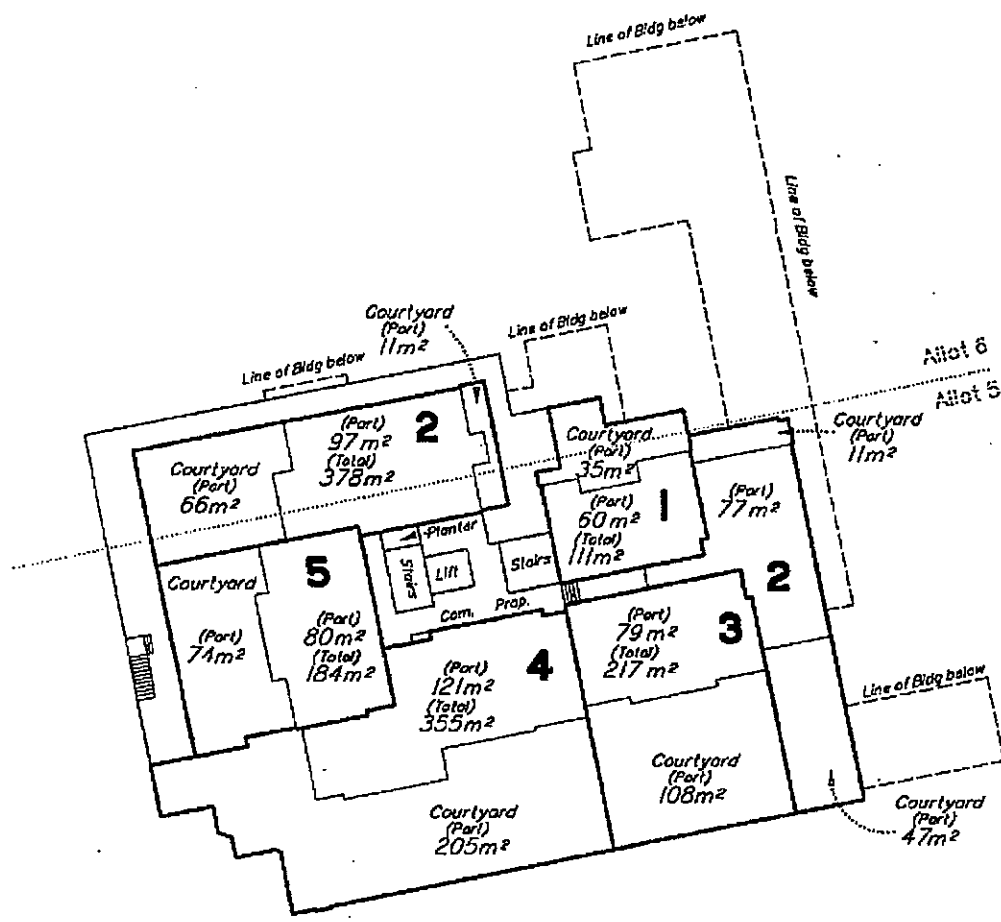 Line of Bldg below
Line of Bldg below
Courtyard
(Part)
11m²
Line of Bldg below
Line of Bldg below
Allot 6
Allot 5
Courtyard
(Part)
11m²
(Part)
97m²
(Total)
378m²
2
Courtyard
(Part)
66m²
Courtyard
(Part)
35m²
(Part)
60m²
(Total)
111m²
1
(Part)
77m²
2
Planter
Stairs
Lift
Stairs
Com. Prop.
Courtyard
(Part)
74m²
5
(Part)
80m²
(Total)
184m²
(Part)
79m²
(Total)
217m²
3
(Part)
121m²
(Total)
355m²
4
Line of Bldg below
Courtyard
(Part)
108m²
Courtyard
(Part)
205m²
Courtyard
(Part)
47m²